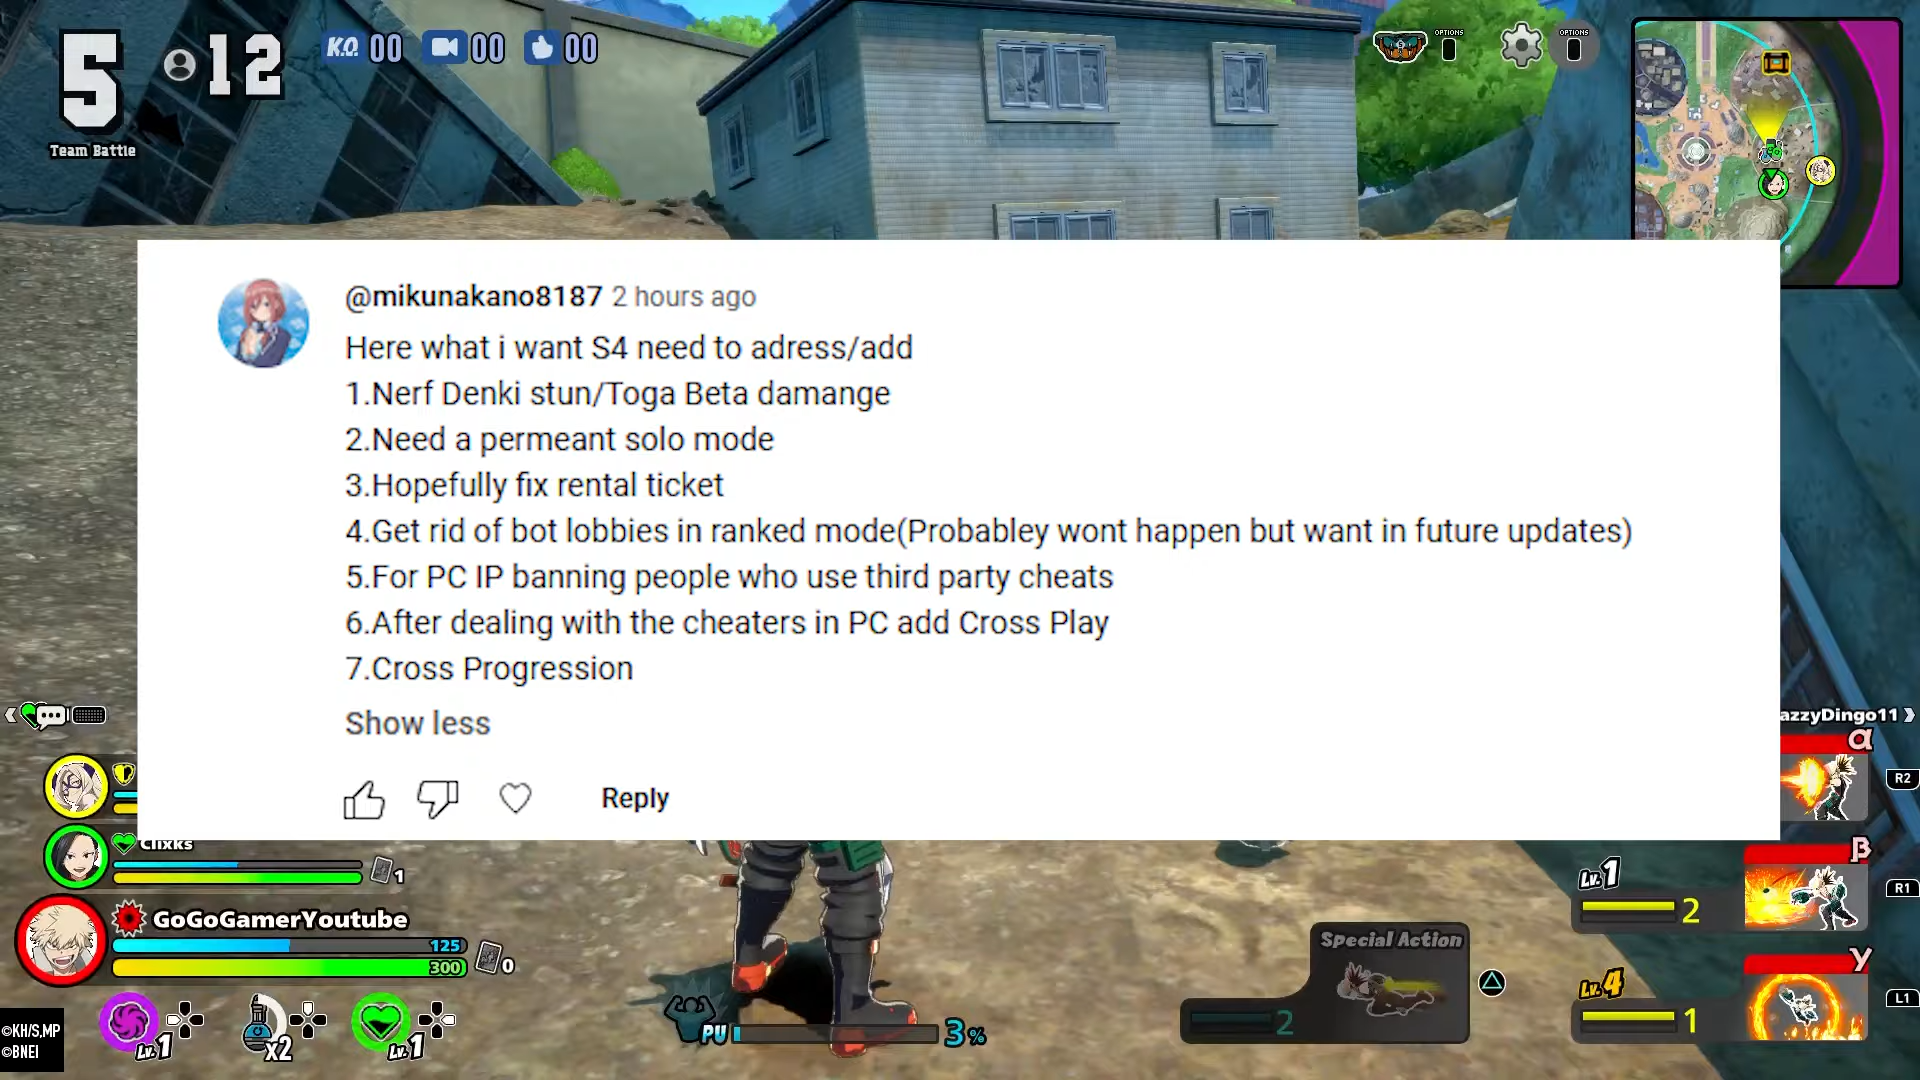 5
12
K.O. 00
00
00
OPTIONS
OPTIONS
Team Battle
@mikunakano8187 2 hours ago
Here what i want S4 need to adress/add
1.Nerf Denki stun/Toga Beta damange
2.Need a permeant solo mode
3.Hopefully fix rental ticket
4.Get rid of bot lobbies in ranked mode(Probabley wont happen but want in future updates)
5.For PC IP banning people who use third party cheats
6.After dealing with the cheaters in PC add Cross Play
7.Cross Progression
Show less
Reply
azzyDingo11
α
R2
Clixks
1
β
R1
Lv.1
2
GoGoGamerYoutube
125
300
0
Special Action
2
γ
L1
Lv.4
1
Lv.1
x2
Lv.1
PU
3%
©KH/S,MP
©BNEI